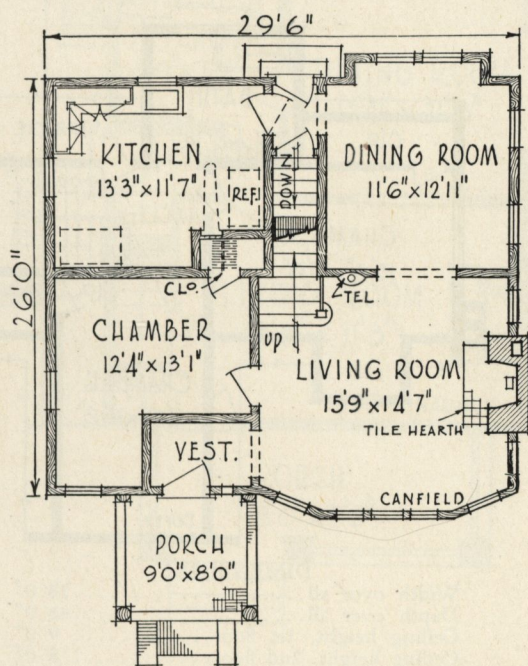 29'6"
KITCHEN
13'3"x11'7"
REF.
DOWN
DINING ROOM
11'6"x12'11"
26'0"
CLO.
TEL.
CHAMBER
12'4"x13'1"
UP
LIVING ROOM
15'9"x14'7"
TILE HEARTH
VEST.
CANFIELD
PORCH
9'0"x8'0"